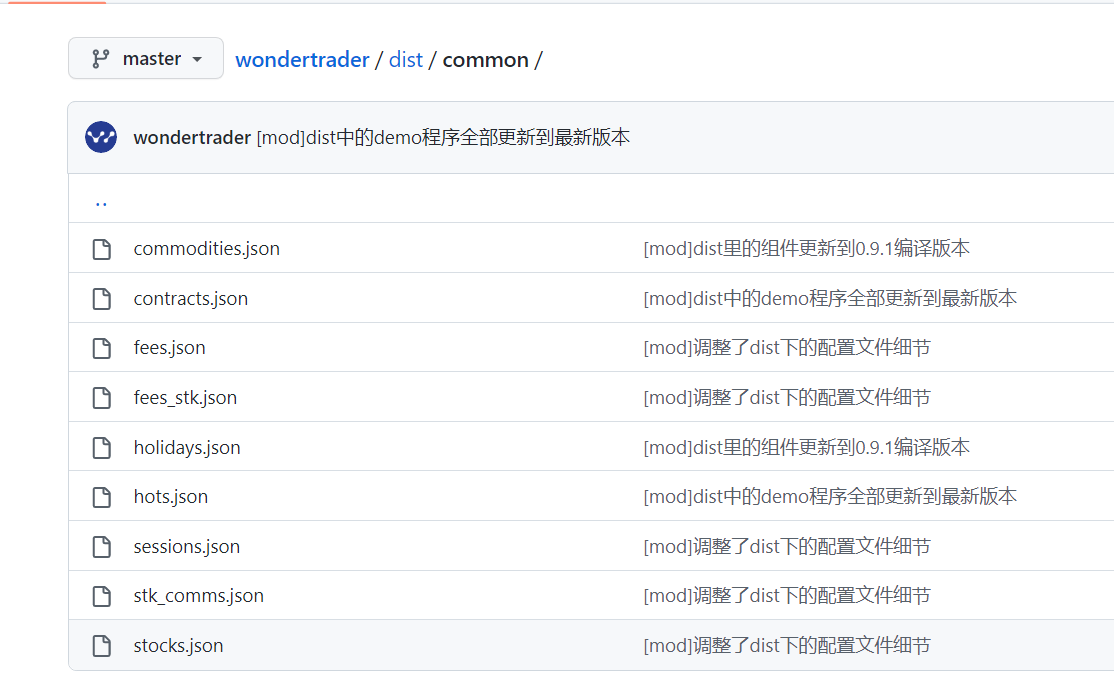 master wondertrader / dist / common /
wondertrader [mod]dist中的demo程序全部更新到最新版本
..
commodities.json [mod]dist里的组件更新到0.9.1编译版本
contracts.json [mod]dist中的demo程序全部更新到最新版本
fees.json [mod]调整了dist下的配置文件细节
fees_stk.json [mod]调整了dist下的配置文件细节
holidays.json [mod]dist里的组件更新到0.9.1编译版本
hots.json [mod]dist中的demo程序全部更新到最新版本
sessions.json [mod]调整了dist下的配置文件细节
stk_comms.json [mod]调整了dist下的配置文件细节
stocks.json [mod]调整了dist下的配置文件细节